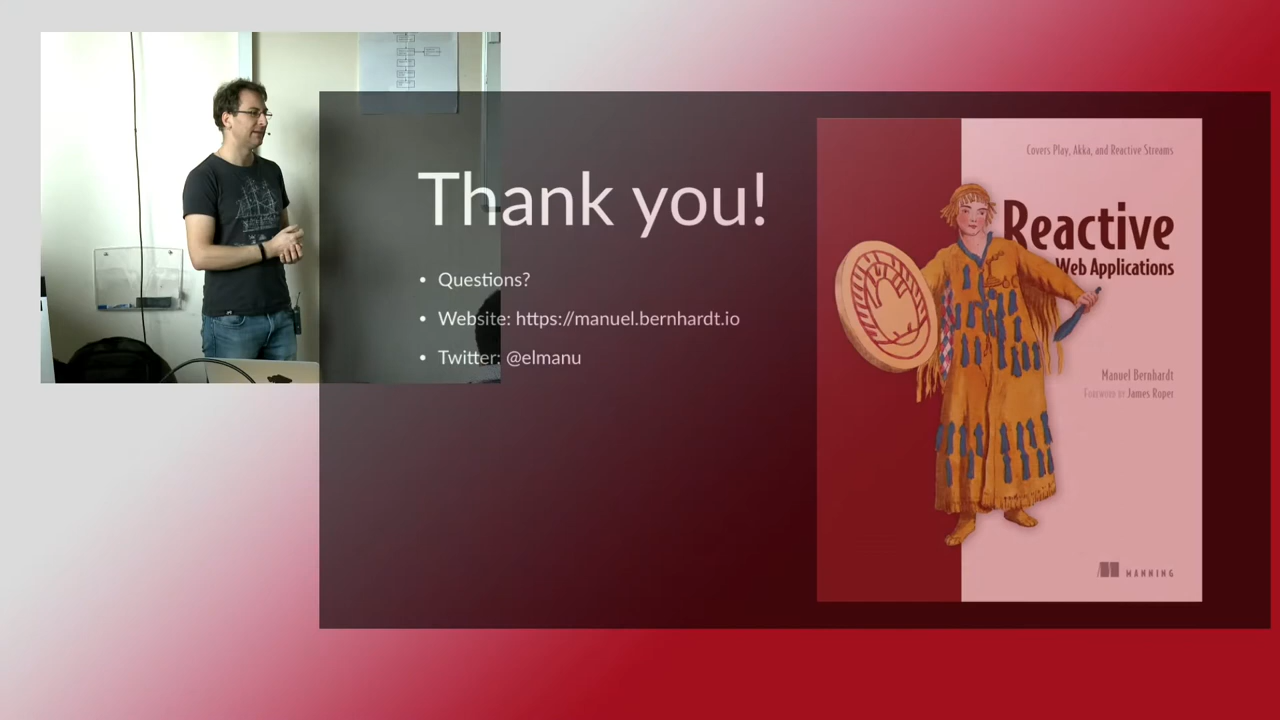 Thank you!
• Questions?
• Website: https://manuel.bernhardt.io
• Twitter: @elmanu
Covers Play, Akka, and Reactive Streams
Reactive
Web Applications
Manuel Bernhardt
Foreword by James Roper
MANNING